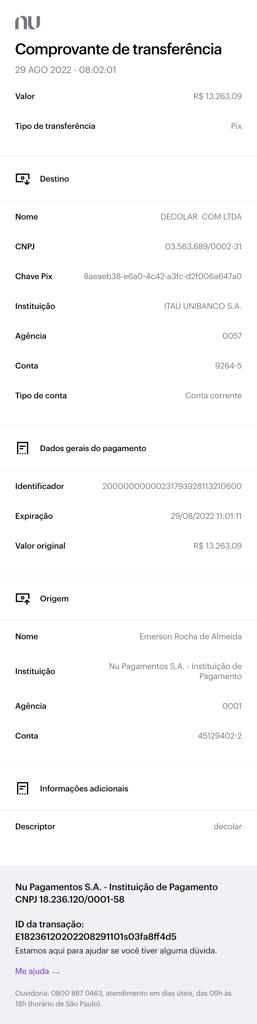 nu
Comprovante de transferência
29 AGO 2022 - 08:02:01
Valor R$ 13.263,09
Tipo de transferência Pix
Destino
Nome DECOLAR COM LTDA
CNPJ 03.563.689/0002-31
Chave Pix 8aeaeb38-e6a0-4c42-a3fc-d2f006a647a0
Instituição ITAÚ UNIBANCO S.A.
Agência 0057
Conta 9264-5
Tipo de conta Conta corrente
Dados gerais do pagamento
Identificador 20000000000231793928113210600
Expiração 29/08/2022 11:01:11
Valor original R$ 13.263,09
Origem
Nome Emerson Rocha de Almeida
Instituição Nu Pagamentos S.A. - Instituição de
Pagamento
Agência 0001
Conta 45129402-2
Informações adicionais
Descriptor decolar
Nu Pagamentos S.A. - Instituição de Pagamento
CNPJ 18.236.120/0001-58
ID da transação:
E18236120202208291101s03fa8ff4d5
Estamos aqui para ajudar se você tiver alguma dúvida.
Me ajuda →
Ouvidoria: 0800 887 0463, atendimento em dias úteis, das 09h às
18h (horário de São Paulo).